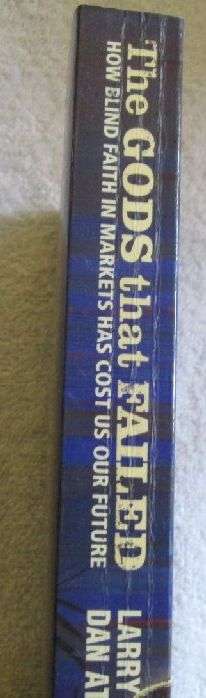 The GODS that FAILED
HOW BLIND FAITH IN MARKETS HAS COST US OUR FUTURE
LARRY
DAN AT